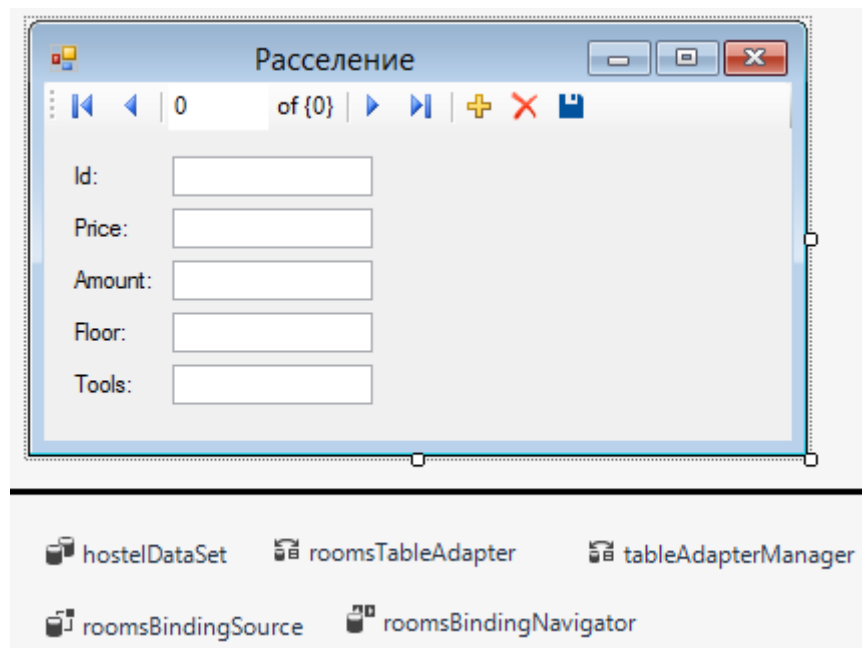 Расселение
0 of {0}
Id:
Price:
Amount:
Floor:
Tools:
hostelDataSet roomsTableAdapter tableAdapterManager
roomsBindingSource roomsBindingNavigator